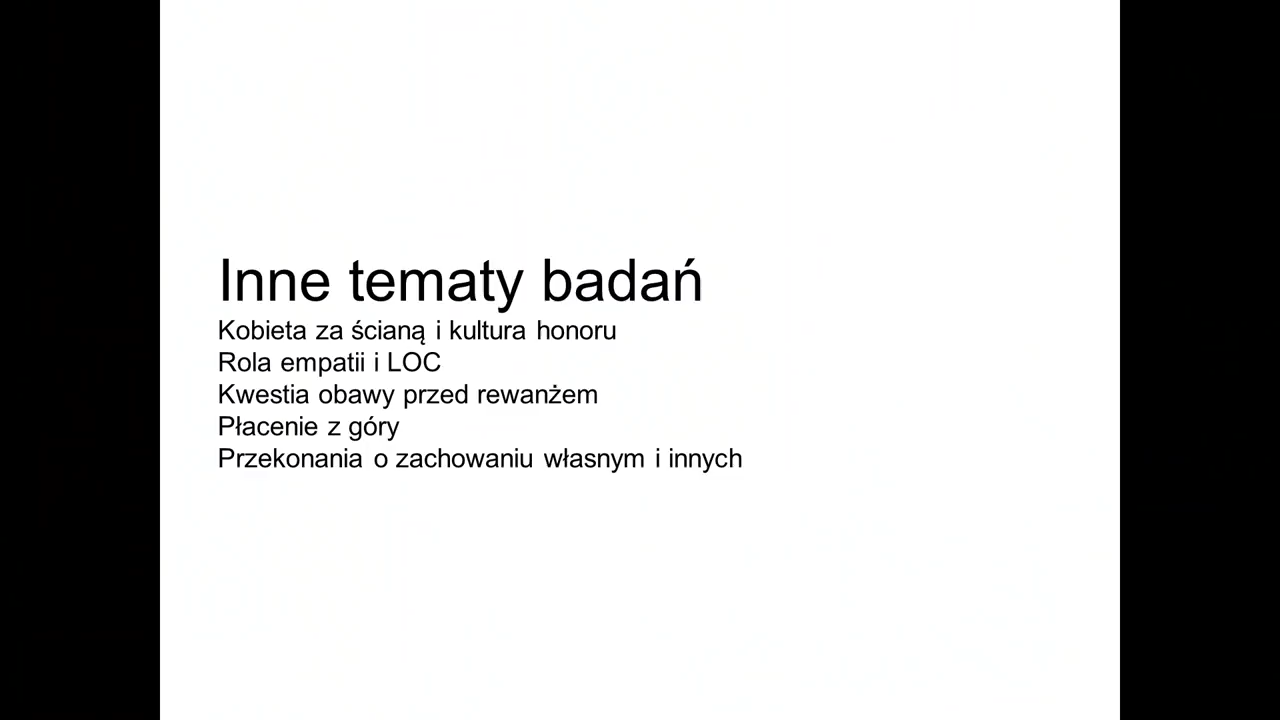 Inne tematy badań
Kobieta za ścianą i kultura honoru
Rola empatii i LOC
Kwestia obawy przed rewanżem
Płacenie z góry
Przekonania o zachowaniu własnym i innych